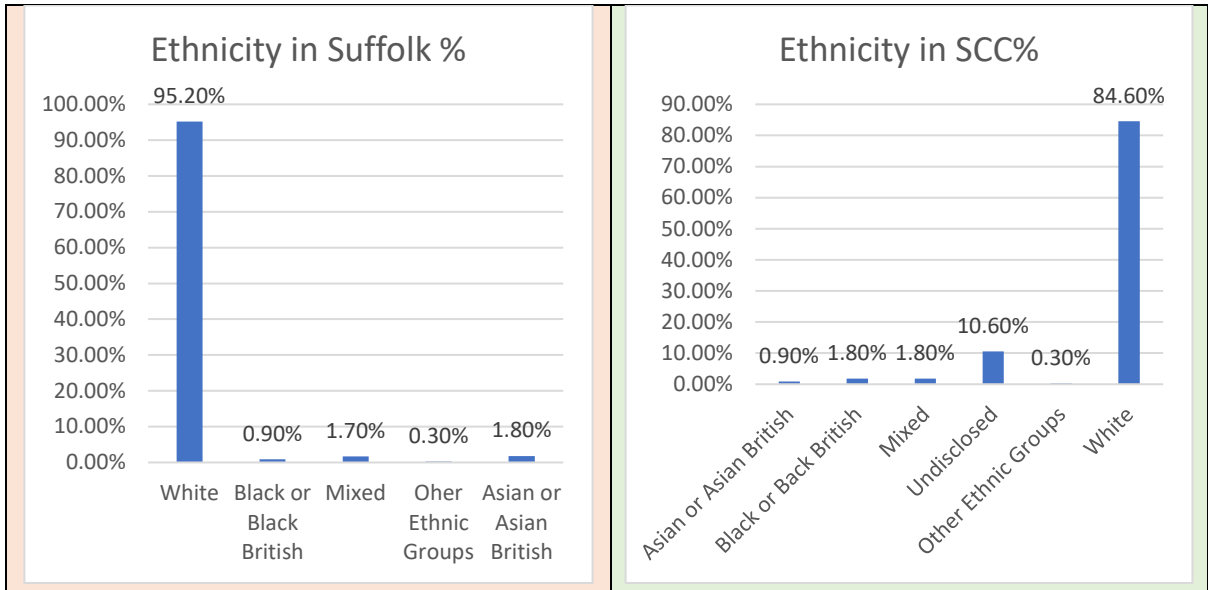 Ethnicity in Suffolk %
100.00%
90.00%
80.00%
70.00%
60.00%
50.00%
40.00%
30.00%
20.00%
10.00%
0.00%
95.20%
0.90%
1.70%
0.30%
1.80%
White
Black or
Black
British
Mixed
Oher
Ethnic
Groups
Asian or
Asian
British
Ethnicity in SCC%
90.00%
80.00%
70.00%
60.00%
50.00%
40.00%
30.00%
20.00%
10.00%
0.00%
0.90%
1.80%
1.80%
10.60%
0.30%
84.60%
Asian or Asian British
Black or Back British
Mixed
Undisclosed
Other Ethnic Groups
White